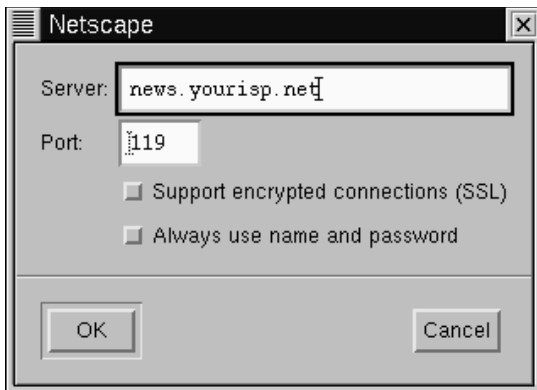 Netscape
Server: news.yourisp.net
Port: 119
Support encrypted connections (SSL)
Always use name and password
OK Cancel